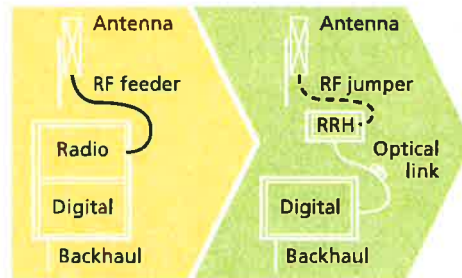 Antenna
RF feeder
Radio
Digital
Backhaul
Antenna
RF jumper
RRH
Optical
link
Digital
Backhaul